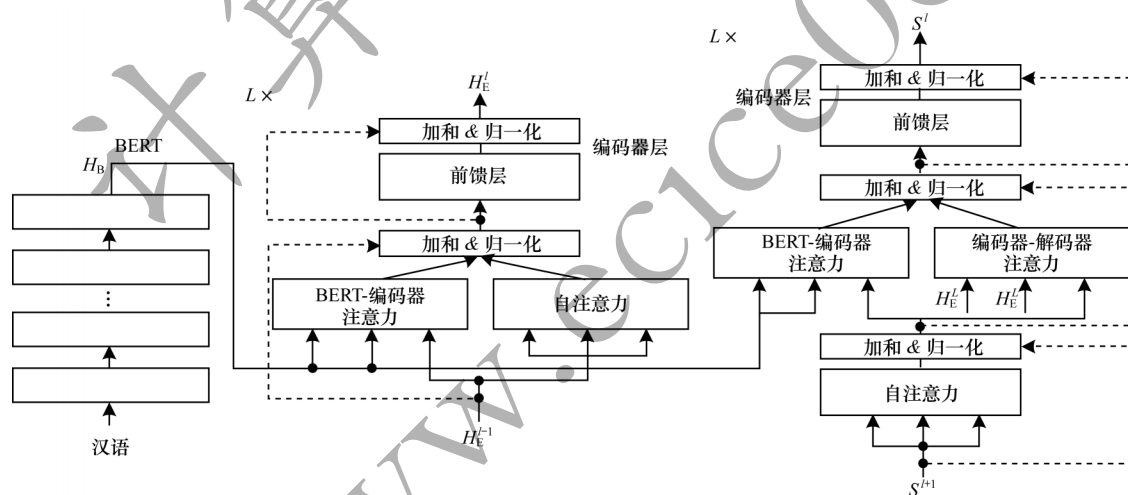 BERT
H_B
⋮
汉语
L×
H_E^l
加和 & 归一化
编码器层
前馈层
加和 & 归一化
BERT-编码器
注意力
自注意力
H_E^{l-1}
L×
S^l
加和 & 归一化
编码器层
前馈层
加和 & 归一化
BERT-编码器
注意力
编码器-解码器
注意力
H_E^L
H_E^L
加和 & 归一化
自注意力
S^{l+1}
计算
www.ecice0